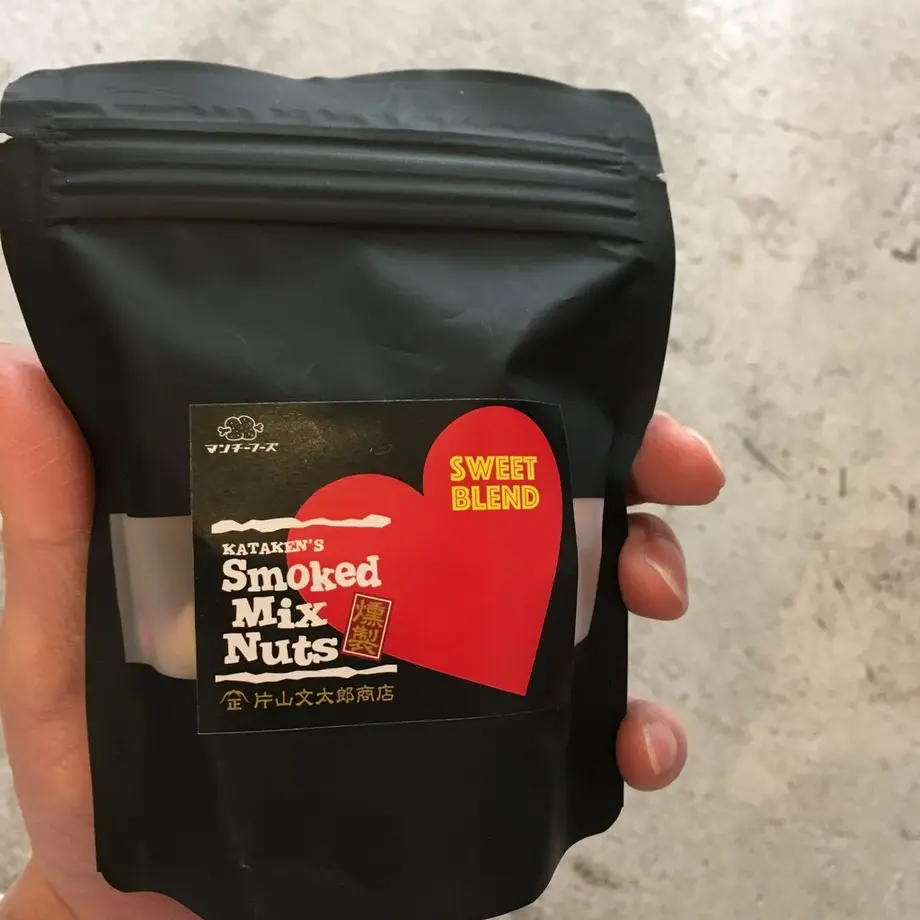 マンチーフーズ
SWEET
BLEND
KATAKEN'S
Smoked
Mix
Nuts
燻製
正
片山文太郎商店